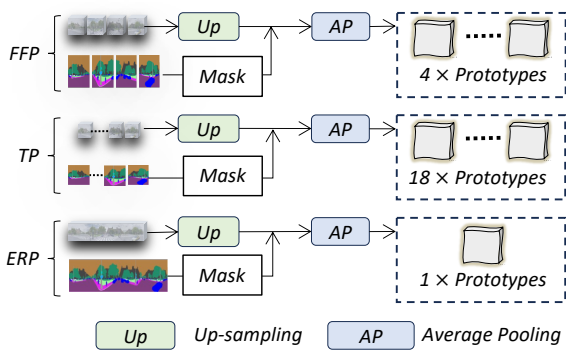 FFP
Up
AP
Mask
4 × Prototypes
TP
Up
AP
Mask
18 × Prototypes
ERP
Up
AP
Mask
1 × Prototypes
Up Up-sampling AP Average Pooling